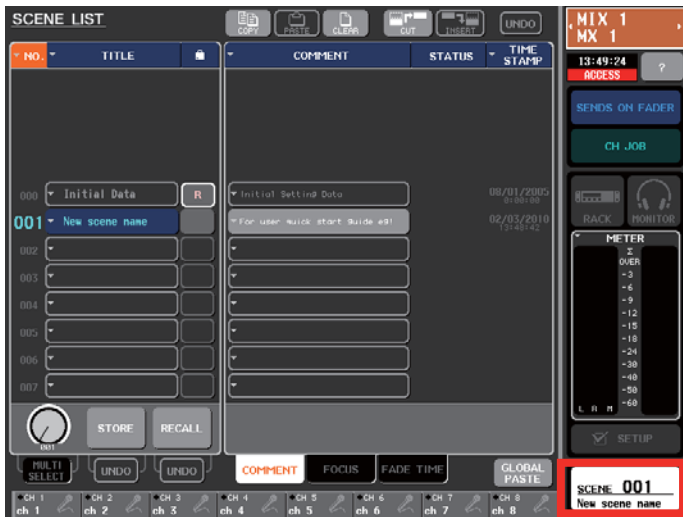 SCENE LIST
COPY
PASTE
CLEAR
CUT
INSERT
UNDO
NO.
TITLE
COMMENT
STATUS
TIME STAMP
000 Initial Data R Initial Setting Data 08/01/2005 0:00:00
001 New scene name For user muick start Guide e9! 02/03/2010 13:48:42
002
003
004
005
006
007
001
STORE
RECALL
MULTI SELECT
UNDO
UNDO
COMMENT
FOCUS
FADE TIME
GLOBAL PASTE
CH 1
ch 1
CH 2
ch 2
CH 3
ch 3
CH 4
ch 4
CH 5
ch 5
CH 6
ch 6
CH 7
ch 7
CH 8
ch 8
MIX 1
MX 1
13:49:24
ACCESS
?
SENDS ON FADER
CH JOB
RACK
MONITOR
METER
Σ
OVER
-3
-6
-9
-12
-15
-18
-24
-30
-40
-50
-60
L R M
SETUP
SCENE 001
New scene name